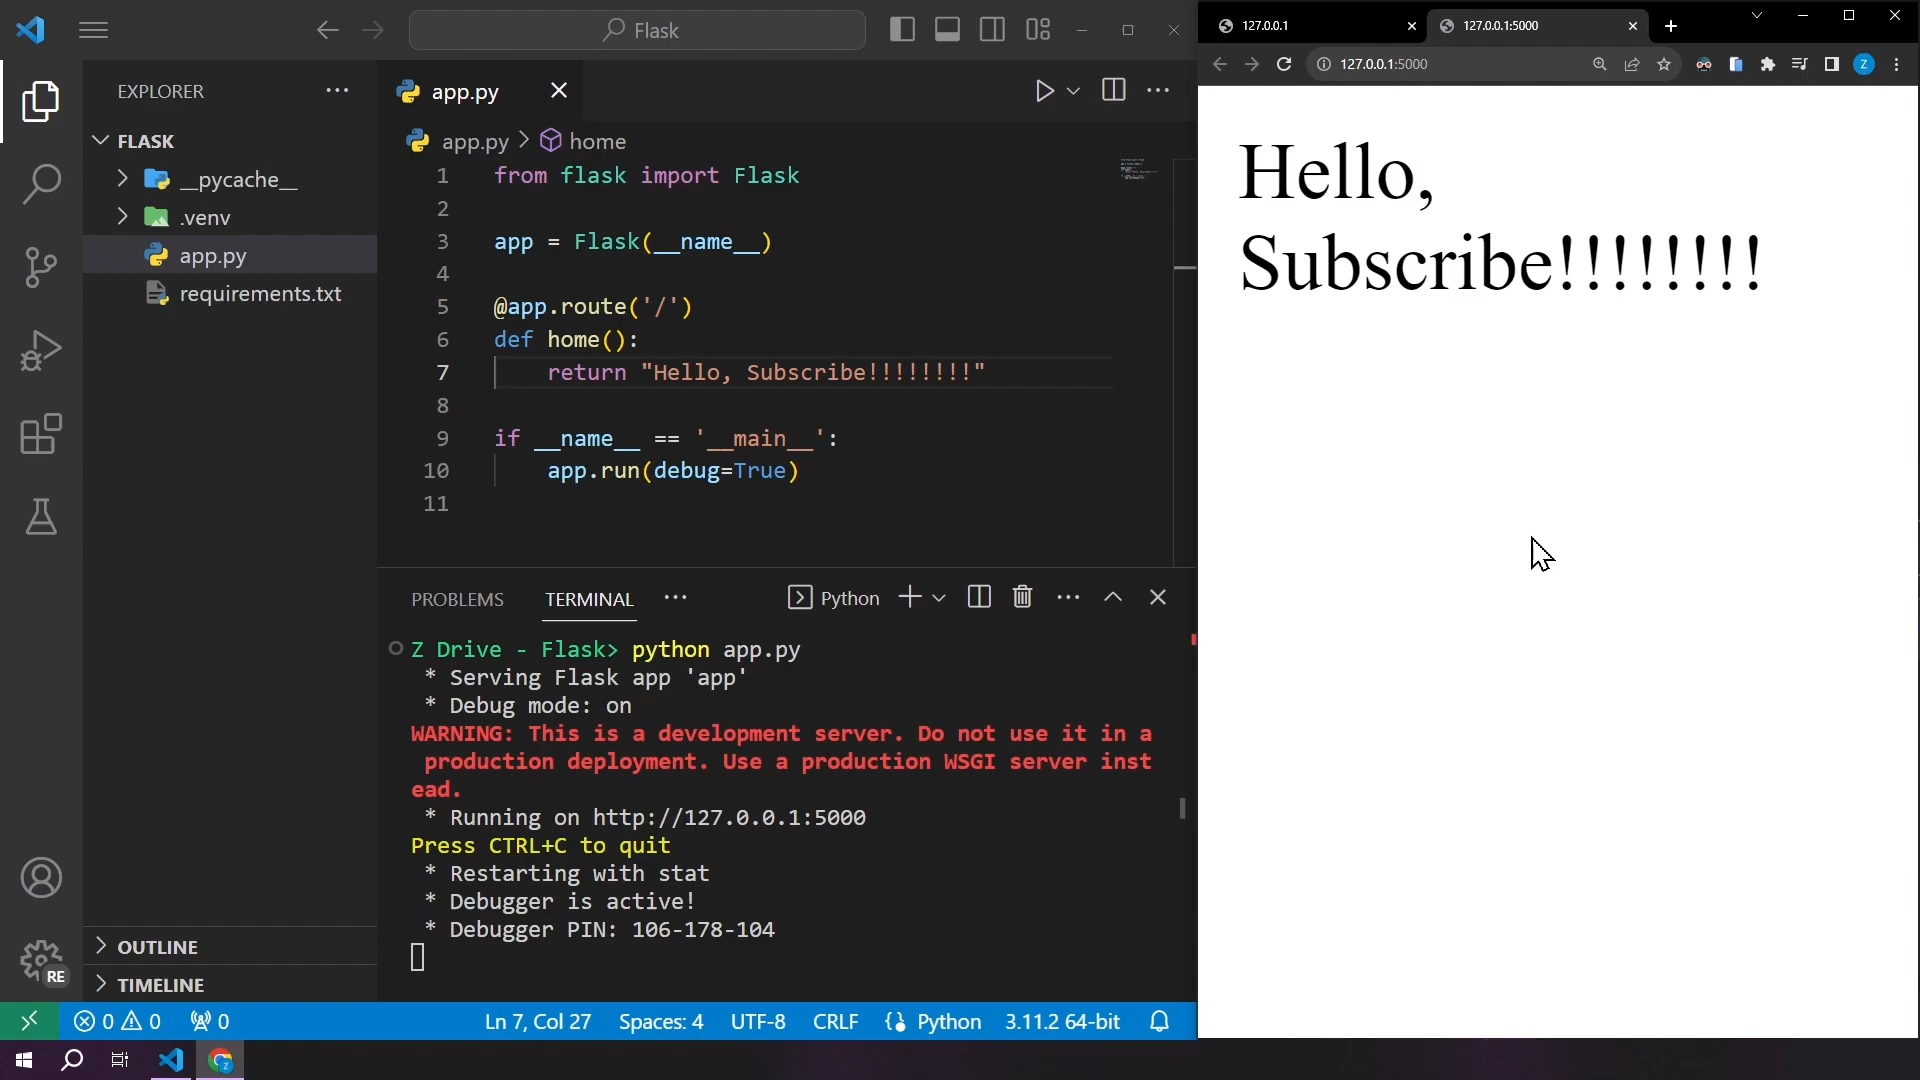 Flask
EXPLORER
FLASK
__pycache__
.venv
app.py
requirements.txt
OUTLINE
TIMELINE
RE
app.py
app.py > home
1 from flask import Flask
2
3 app = Flask(__name__)
4
5 @app.route('/')
6 def home():
7 return "Hello, Subscribe!!!!!!!!"
8
9 if __name__ == '__main__':
10 app.run(debug=True)
11
PROBLEMS TERMINAL Python
Z Drive - Flask> python app.py
* Serving Flask app 'app'
* Debug mode: on
WARNING: This is a development server. Do not use it in a
production deployment. Use a production WSGI server inst
ead.
* Running on http://127.0.0.1:5000
Press CTRL+C to quit
* Restarting with stat
* Debugger is active!
* Debugger PIN: 106-178-104
0 0 0 Ln 7, Col 27 Spaces: 4 UTF-8 CRLF Python 3.11.2 64-bit
127.0.0.1 127.0.0.1:5000
127.0.0.1:5000 Z
Hello,
Subscribe!!!!!!!!